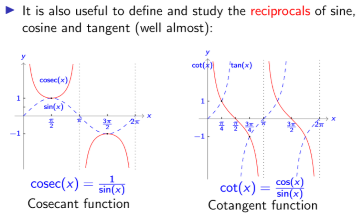 It is also useful to define and study the reciprocals of sine,
cosine and tangent (well almost):
y
cosec(x)
sin(x)
1
−1
π/2
π
3π/2
2π
x
cosec(x) = 1/sin(x)
Cosecant function
y
cot(x)
tan(x)
1
−1
π/4
π/2
3π/4
π
3π/2
2π
x
cot(x) = cos(x)/sin(x)
Cotangent function